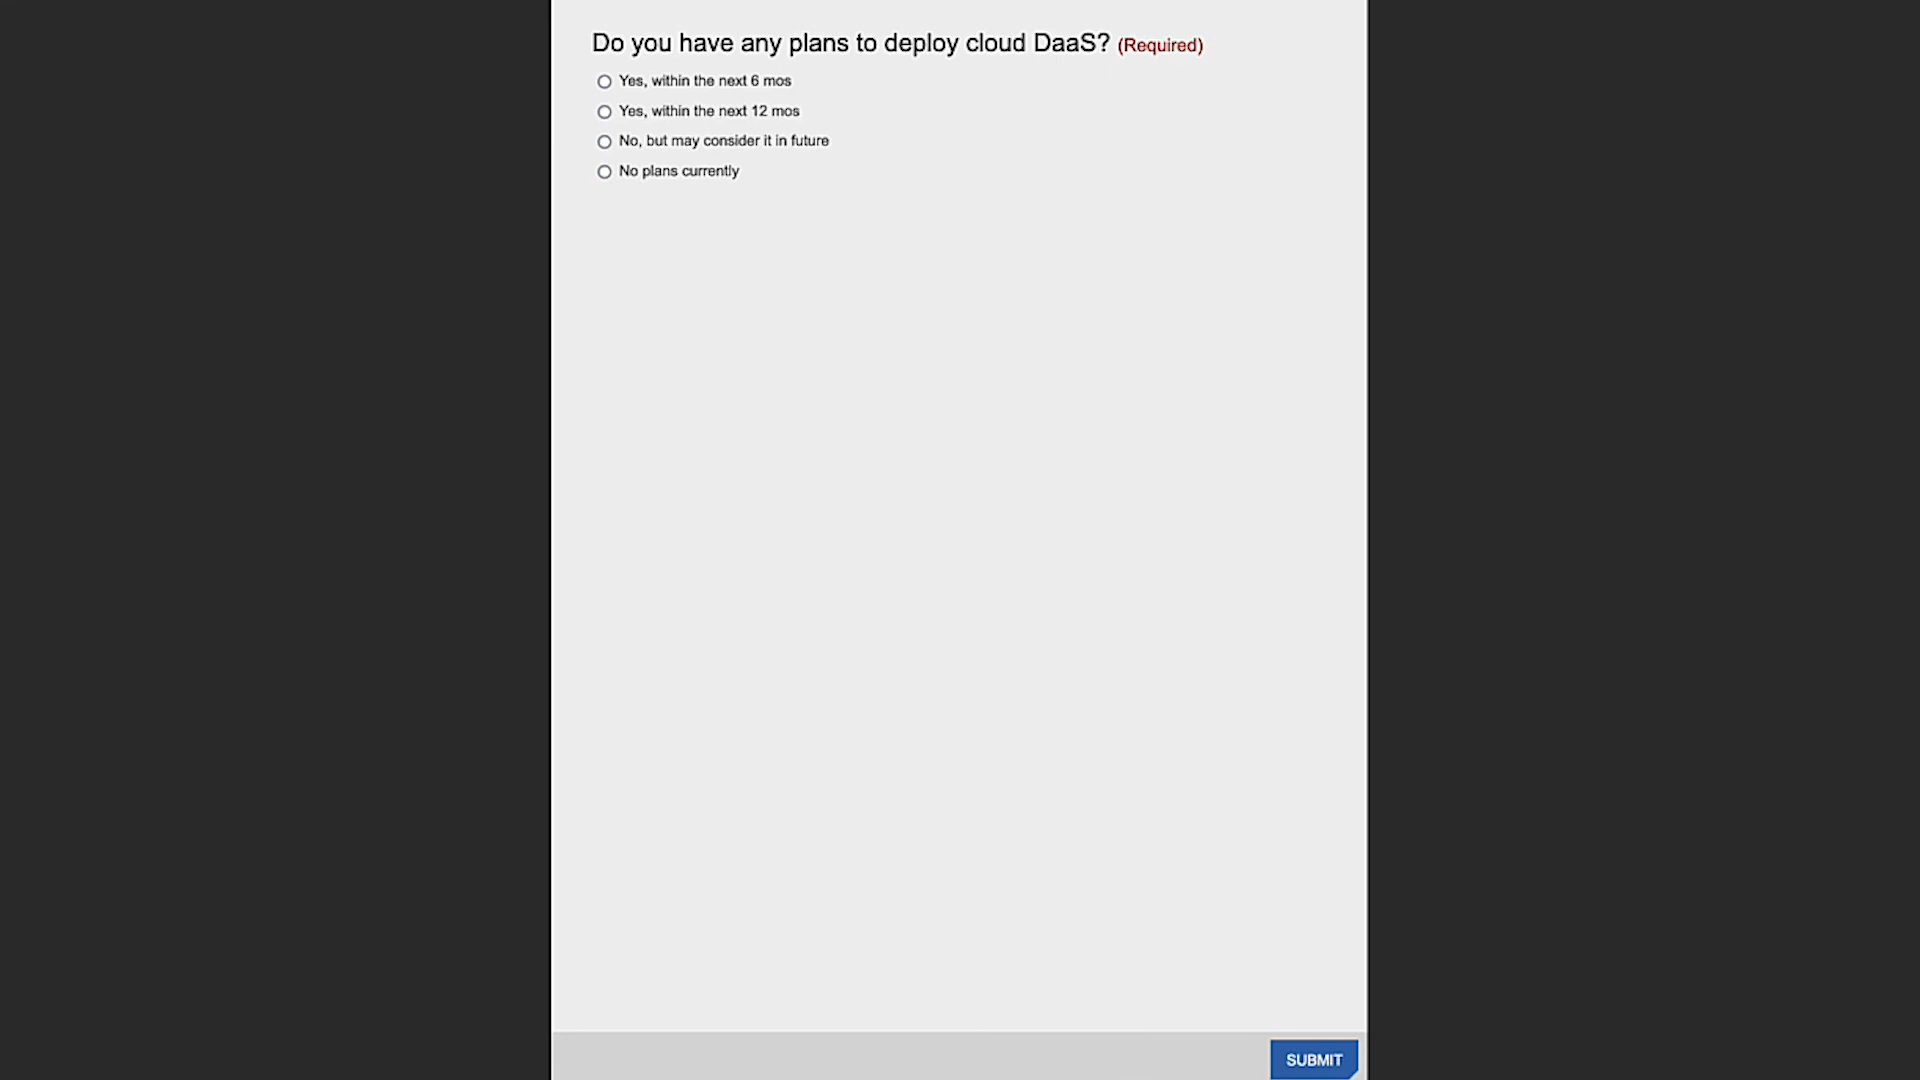 Do you have any plans to deploy cloud DaaS? (Required)
Yes, within the next 6 mos
Yes, within the next 12 mos
No, but may consider it in future
No plans currently
SUBMIT